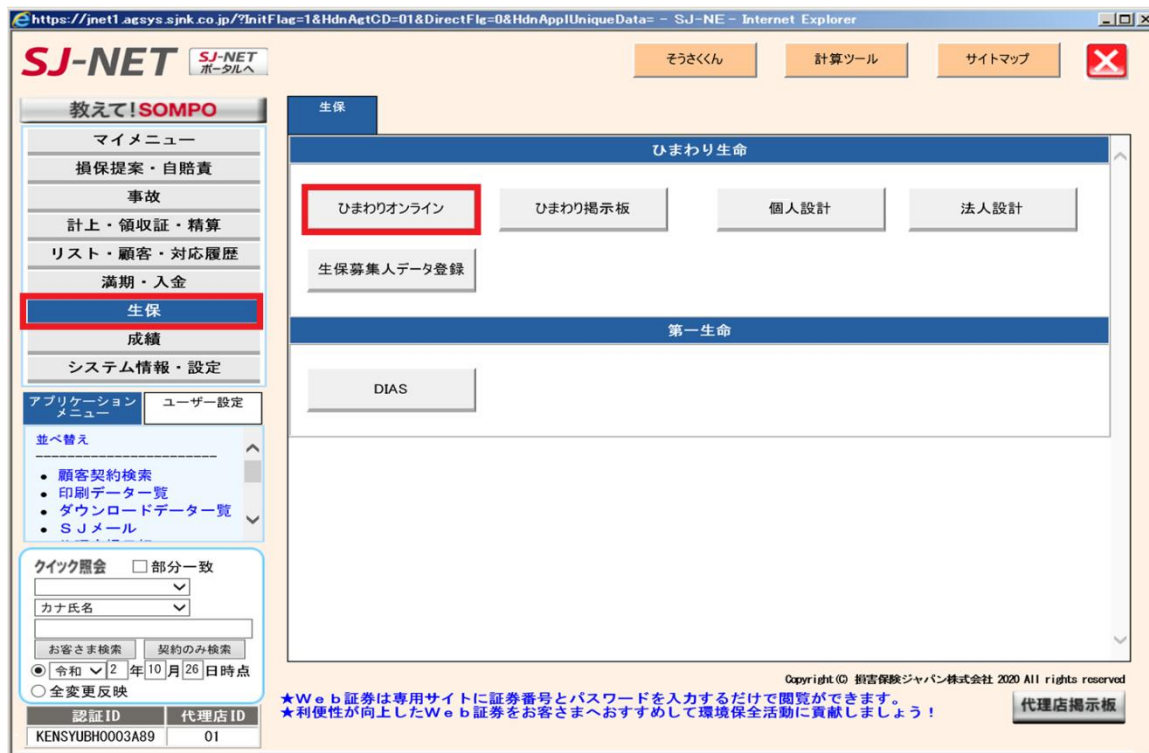 https://jnet1.agsys.sjnk.co.jp/?InitFlag=1&HdnAgtCD=01&DirectFlg=0&HdnApplUniqueData= - SJ-NE - Internet Explorer
SJ-NET
SJ-NET
ポータルへ
そうさくくん
計算ツール
サイトマップ
教えて!SOMPO
マイメニュー
損保提案・自賠責
事故
計上・領収証・精算
リスト・顧客・対応履歴
満期・入金
生保
成績
システム情報・設定
アプリケーション
メニュー
ユーザー設定
並べ替え
------------------------
• 顧客契約検索
• 印刷データ一覧
• ダウンロードデータ一覧
• SJメール
クイック照会
部分一致
カナ氏名
お客さま検索
契約のみ検索
令和 2 年 10 月 26 日時点
全変更反映
認証ID 代理店ID
KENSYUBH0003A89 01
生保
ひまわり生命
ひまわりオンライン
ひまわり掲示板
個人設計
法人設計
生保募集人データ登録
第一生命
DIAS
Copyright(C) 損害保険ジャパン株式会社 2020 All rights reserved
★Web証券は専用サイトに証券番号とパスワードを入力するだけで閲覧ができます。
★利便性が向上したWeb証券をお客さまへおすすめして環境保全活動に貢献しましょう!
代理店掲示板